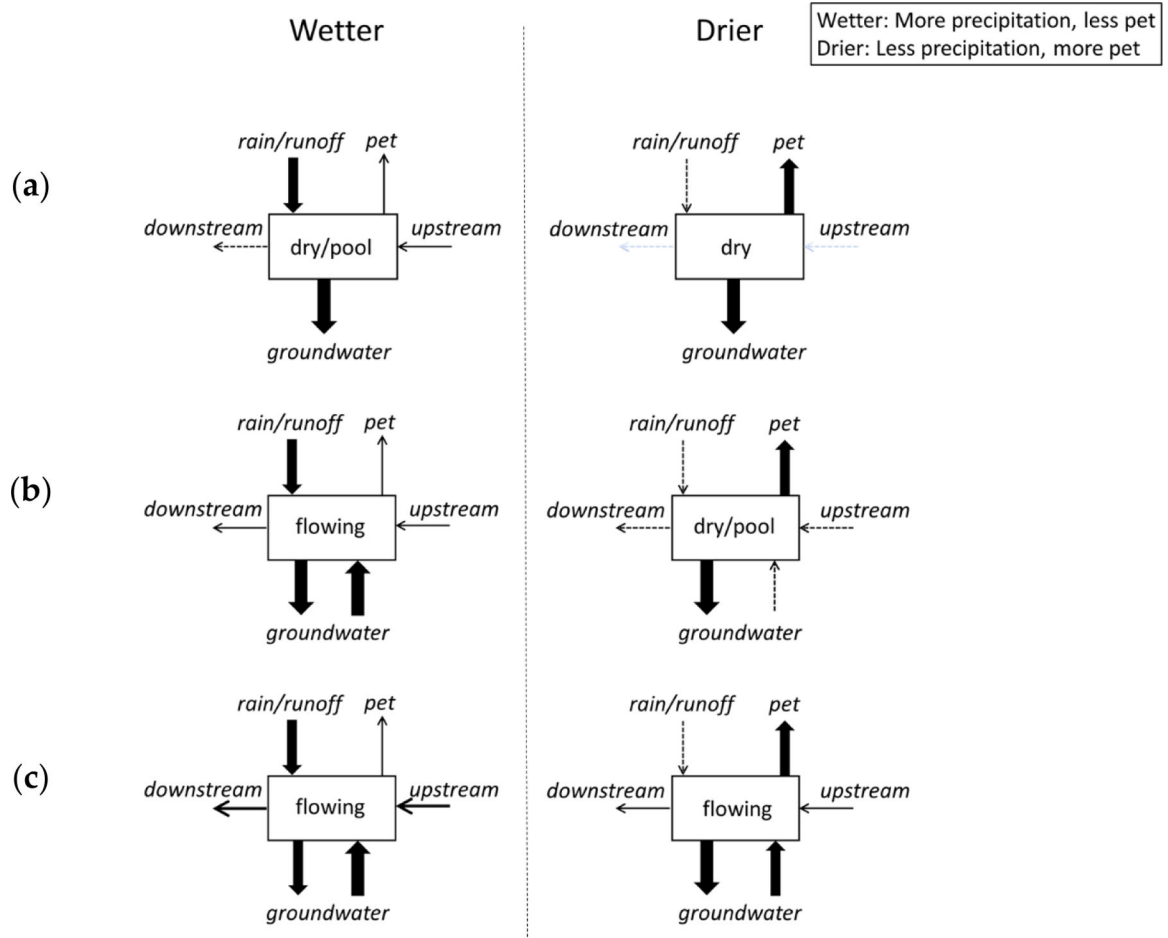 Wetter
Drier
Wetter: More precipitation, less pet
Drier: Less precipitation, more pet
(a)
rain/runoff
pet
downstream
dry/pool
upstream
groundwater
rain/runoff
pet
downstream
dry
upstream
groundwater
(b)
rain/runoff
pet
downstream
flowing
upstream
groundwater
rain/runoff
pet
downstream
dry/pool
upstream
groundwater
(c)
rain/runoff
pet
downstream
flowing
upstream
groundwater
rain/runoff
pet
downstream
flowing
upstream
groundwater